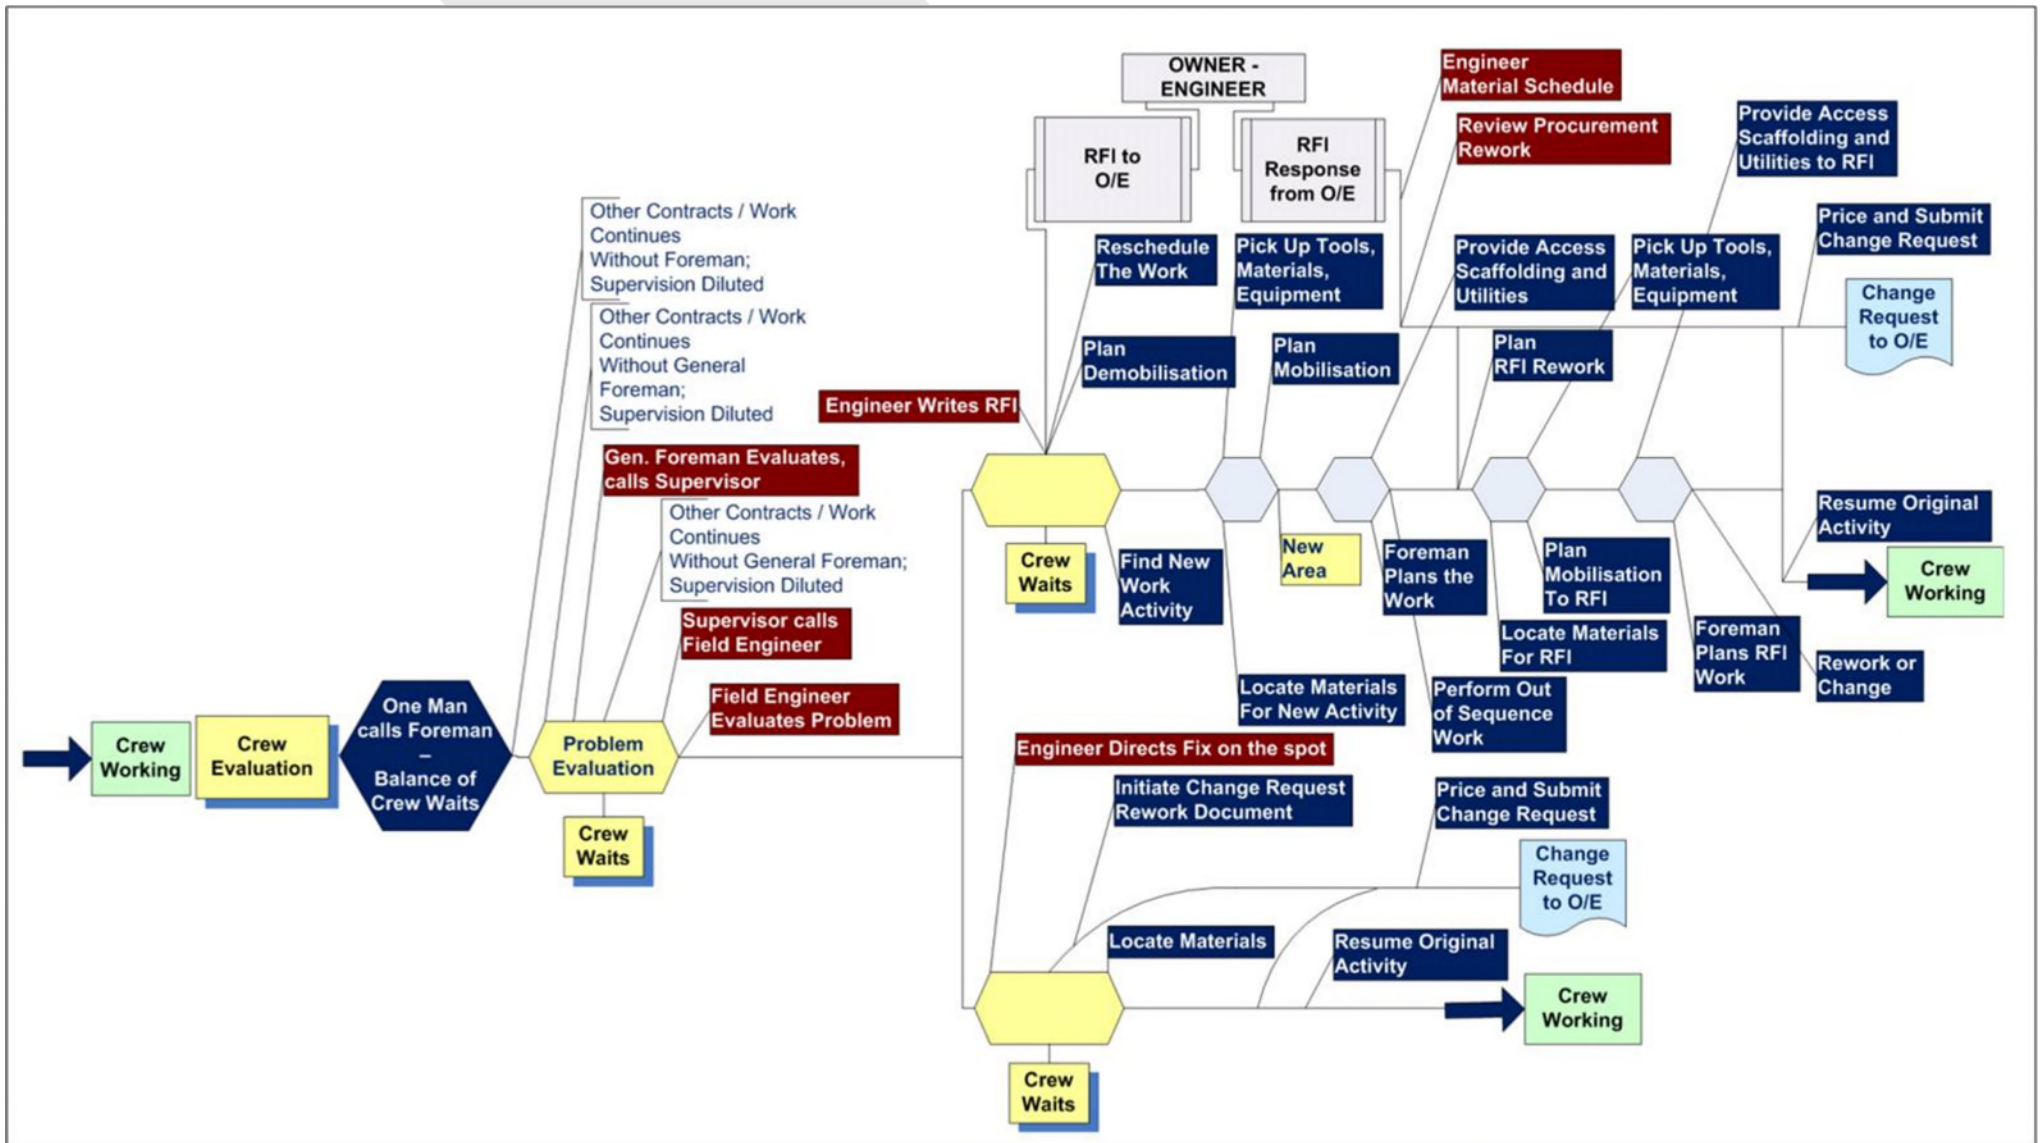 OWNER -
ENGINEER
RFI to
O/E
RFI
Response
from O/E
Engineer
Material Schedule
Review Procurement
Rework
Provide Access
Scaffolding and
Utilities to RFI
Price and Submit
Change Request
Change
Request
to O/E
Other Contracts / Work
Continues
Without Foreman;
Supervision Diluted
Other Contracts / Work
Continues
Without General
Foreman;
Supervision Diluted
Gen. Foreman Evaluates,
calls Supervisor
Other Contracts / Work
Continues
Without General Foreman;
Supervision Diluted
Supervisor calls
Field Engineer
Field Engineer
Evaluates Problem
Reschedule
The Work
Pick Up Tools,
Materials,
Equipment
Provide Access
Scaffolding and
Utilities
Pick Up Tools,
Materials,
Equipment
Plan
Demobilisation
Plan
Mobilisation
Plan
RFI Rework
Engineer Writes RFI
Crew
Waits
Find New
Work
Activity
New
Area
Foreman
Plans the
Work
Plan
Mobilisation
To RFI
Resume Original
Activity
Crew
Working
Locate Materials
For RFI
Foreman
Plans RFI
Work
Rework or
Change
Locate Materials
For New Activity
Perform Out
of Sequence
Work
Crew
Working
Crew
Evaluation
One Man
calls Foreman
–
Balance of
Crew Waits
Problem
Evaluation
Crew
Waits
Engineer Directs Fix on the spot
Initiate Change Request
Rework Document
Price and Submit
Change Request
Change
Request
to O/E
Locate Materials
Resume Original
Activity
Crew
Working
Crew
Waits